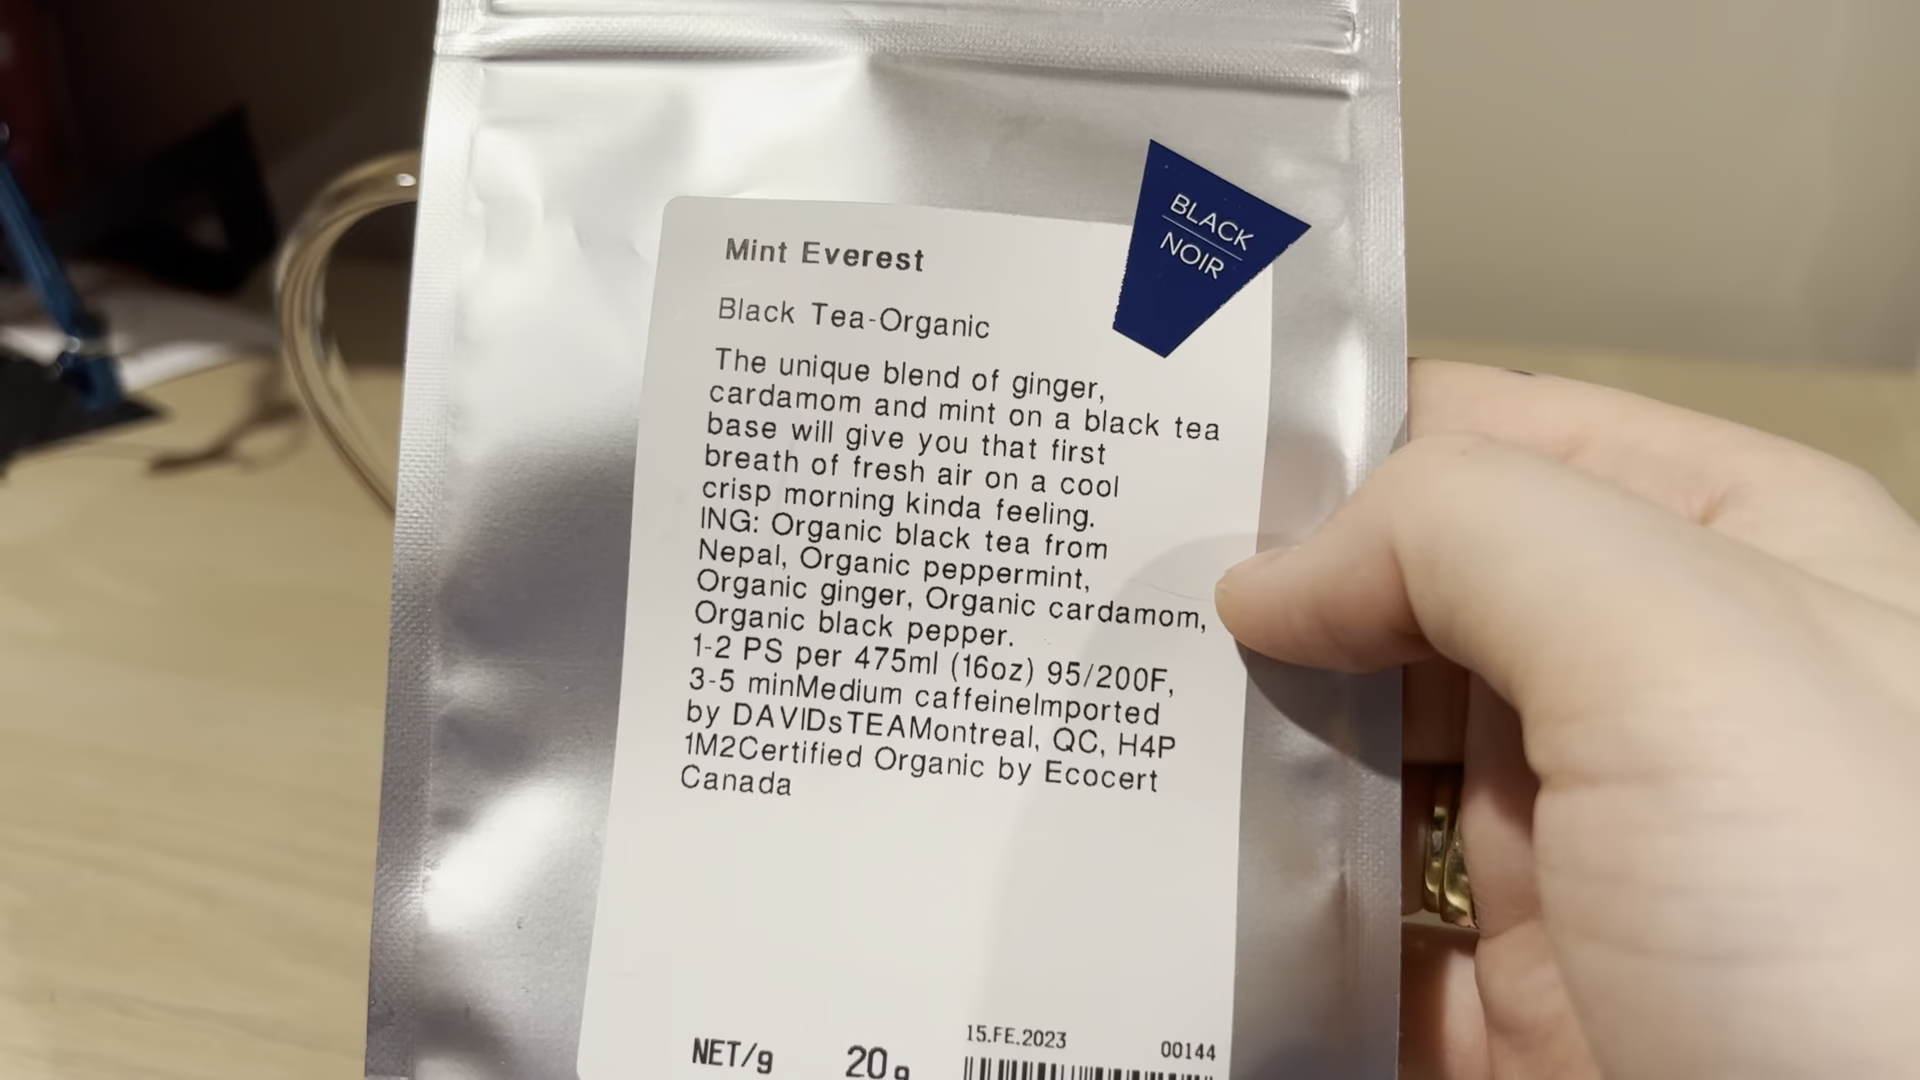 BLACK
NOIR
Mint Everest
Black Tea-Organic
The unique blend of ginger,
cardamom and mint on a black tea
base will give you that first
breath of fresh air on a cool
crisp morning kinda feeling.
ING: Organic black tea from
Nepal, Organic peppermint,
Organic ginger, Organic cardamom,
Organic black pepper.
1-2 PS per 475ml (16oz) 95/200F,
3-5 minMedium caffeineImported
by DAVIDsTEAMontreal, QC, H4P
1M2Certified Organic by Ecocert
Canada
15.FE.2023 00144
NET/g 20 g